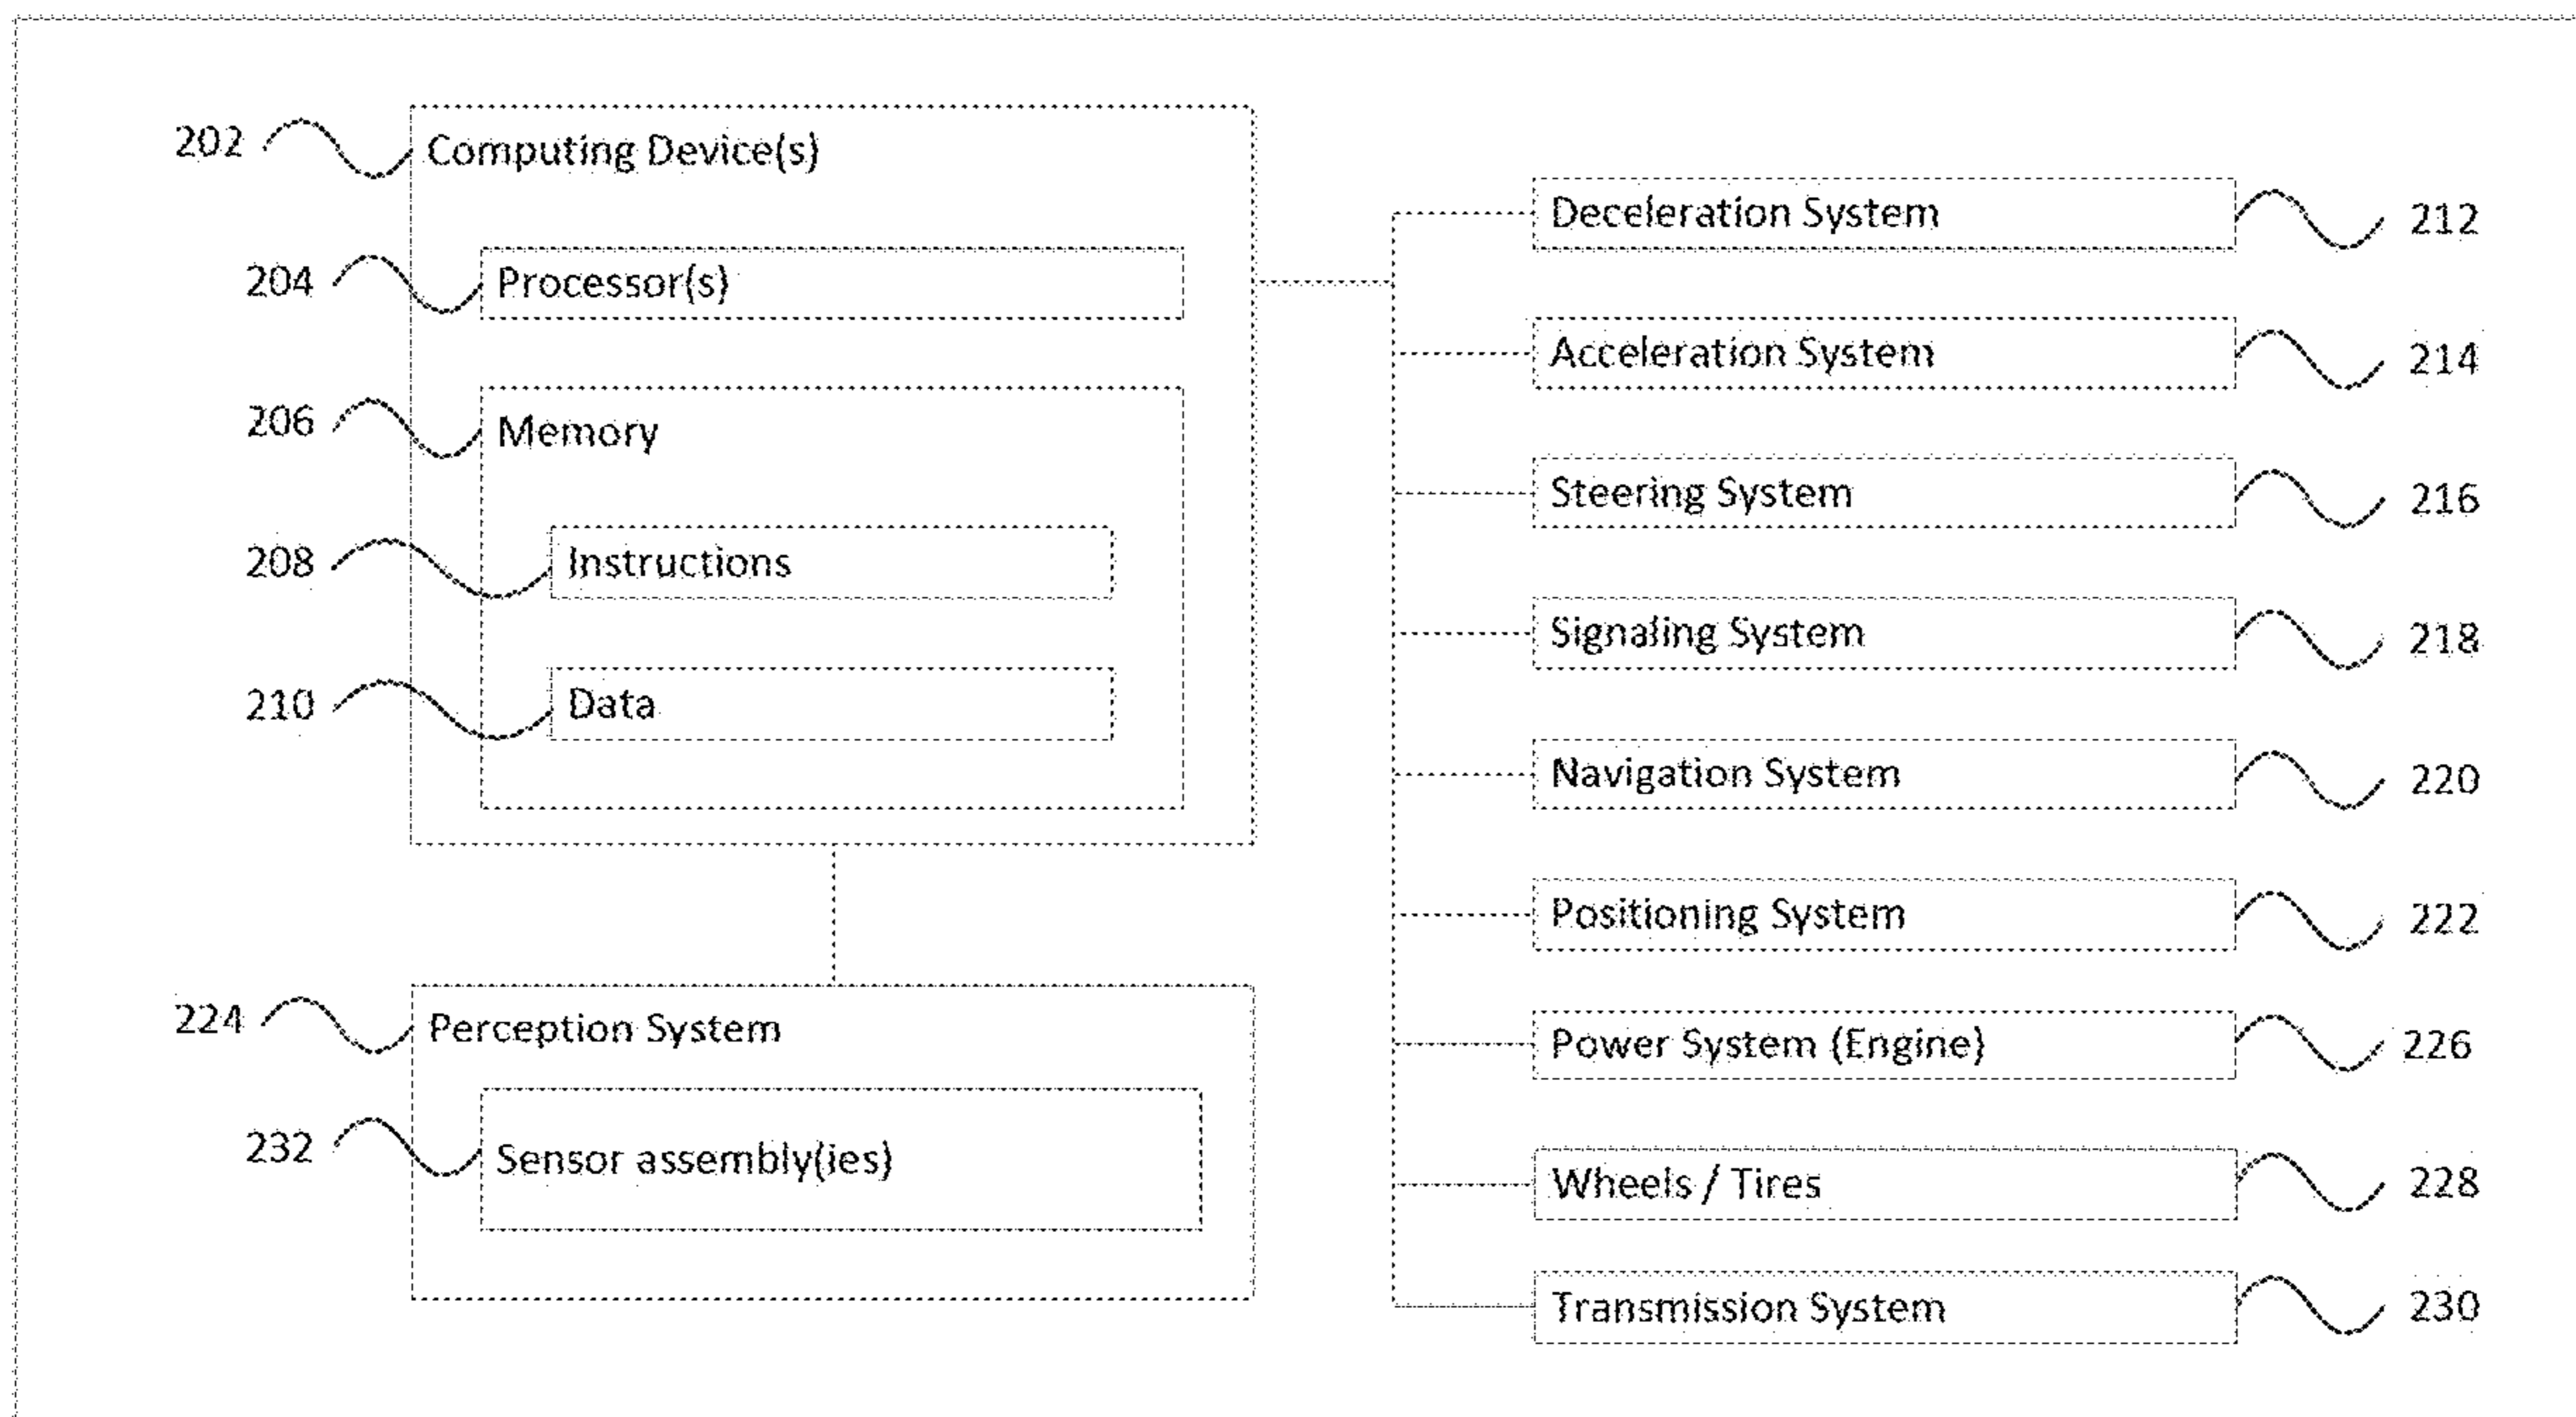 202 Computing Device(s)
204 Processor(s)
206 Memory
208 Instructions
210 Data
224 Perception System
232 Sensor assembly(ies)
Deceleration System 212
Acceleration System 214
Steering System 216
Signaling System 218
Navigation System 220
Positioning System 222
Power System (Engine) 226
Wheels / Tires 228
Transmission System 230